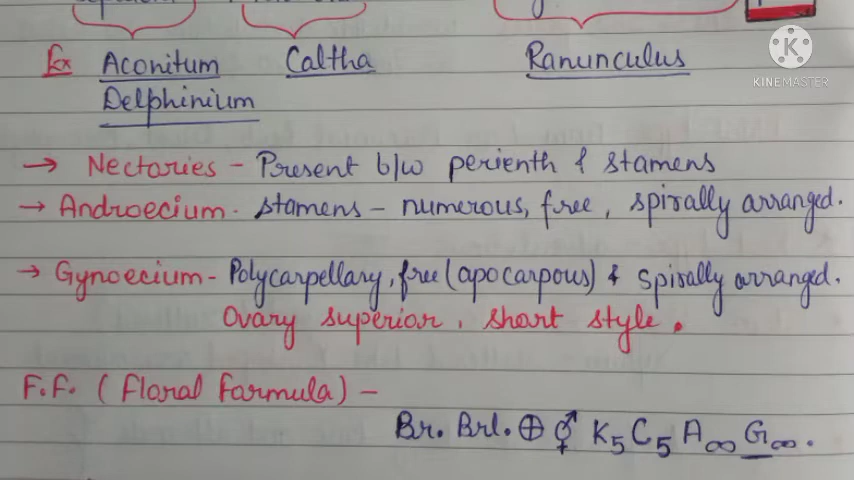 Ex Aconitum Caltha Ranunculus
Delphinium
KINEMASTER
→ Nectaries - Present b/w perienth & stamens
→ Androecium - stamens - numerous, free, spirally arranged.
→ Gynoecium - Polycarpellary, free (apocarpous) & spirally arranged.
Ovary superior, short style.
F.F. (Floral Formula) -
Br. Brl. ⊕ ⚥ K5 C5 A∞ G∞.